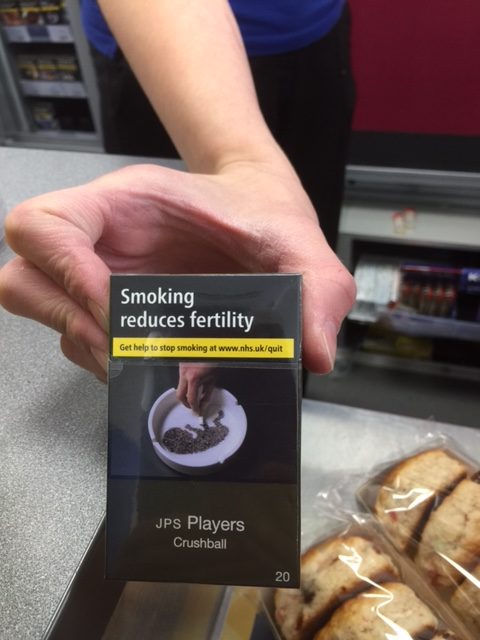 Smoking
reduces fertility
Get help to stop smoking at www.nhs.uk/quit
JPS Players
Crushball
20